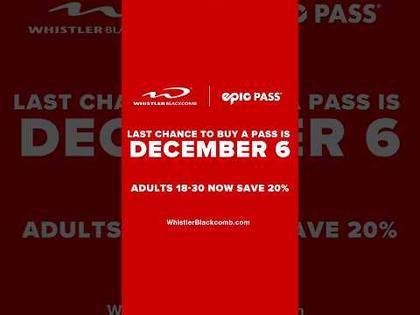 WHISTLER BLACKCOMB
EPIC PASS®
LAST CHANCE TO BUY A PASS IS
DECEMBER 6
ADULTS 18-30 NOW SAVE 20%
WhistlerBlackcomb.com